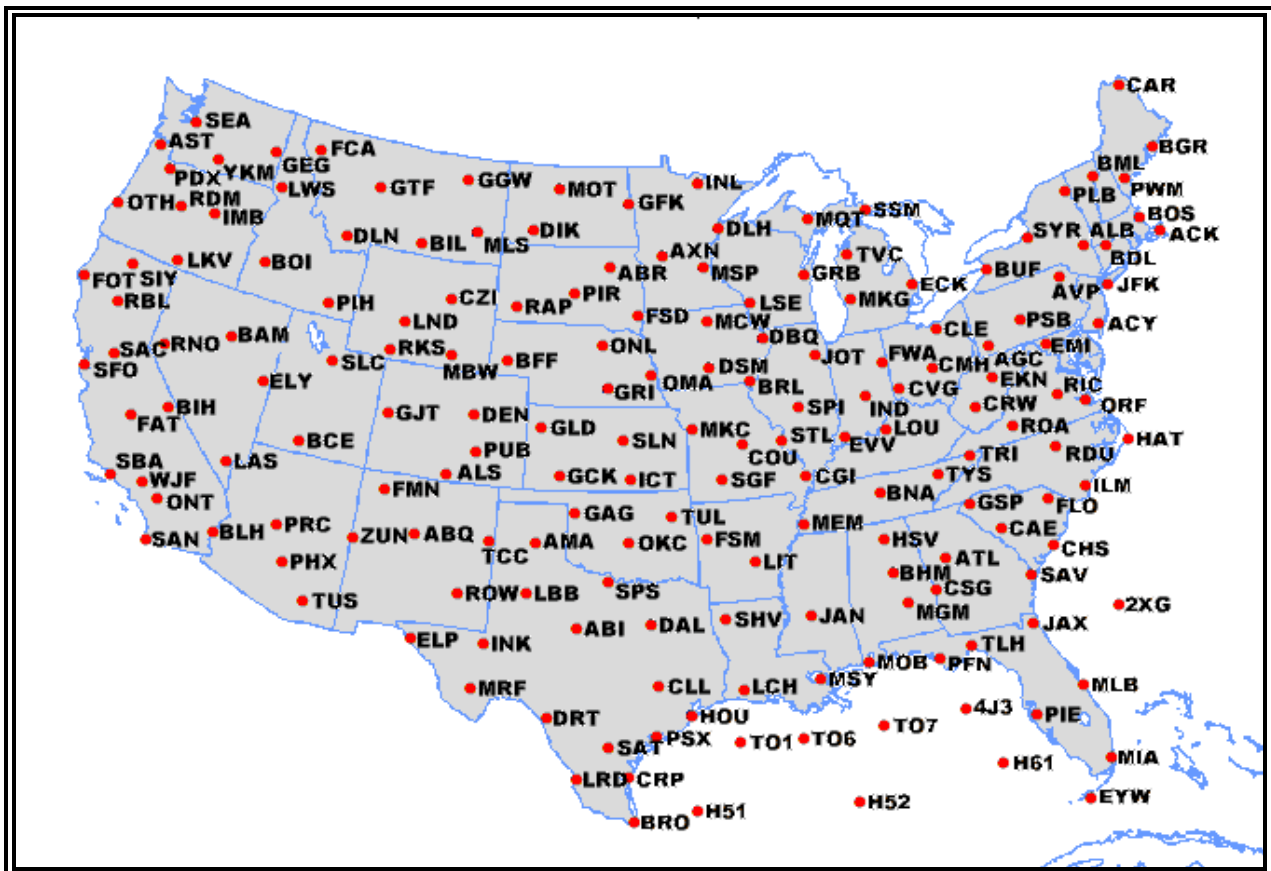 CAR
SEA
AST
FCA
BGR
YKM
GEG
BML
PDX
LWS
GTF
GGW
MOT
INL
PLB
PWM
OTH
RDM
IMB
GFK
MQT
SSM
BOS
SYR
ALB
ACK
DLN
BIL
MLS
DIK
DLH
TVC
BDL
LKV
BOI
AXN
FOT
SIY
ABR
MSP
GRB
BUF
ECK
AVP
JFK
RBL
PIH
CZI
RAP
PIR
LSE
MKG
LND
FSD
MCW
PSB
ACY
SAC
RNO
BAM
DBQ
CLE
SFO
SLC
RKS
MBW
BFF
ONL
JOT
FWA
AGC
EMI
ELY
DSM
CMH
EKN
GRI
OMA
BRL
CVG
RIC
BIH
FAT
GJT
DEN
SPI
IND
CRW
ORF
BCE
GLD
SLN
MKC
COU
STL
EVV
LOU
ROA
HAT
PUB
LAS
RDU
SBA
WJF
ALS
GCK
ICT
SGF
CGI
TYS
TRI
ONT
FMN
BNA
ILM
GSP
FLO
SAN
BLH
PRC
GAG
TUL
MEM
CAE
ZUN
ABQ
TCC
AMA
OKC
FSM
HSV
CHS
PHX
LIT
ATL
BHM
SAV
TUS
ROW
LBB
SPS
CSG
MGM
2XG
ELP
INK
ABI
DAL
SHV
JAN
JAX
TLH
MOB
PFN
MRF
CLL
LCH
MSY
MLB
DRT
HOU
4J3
PIE
SAT
PSX
TO1
TO6
TO7
MIA
H61
LRD
CRP
EYW
H51
H52
BRO